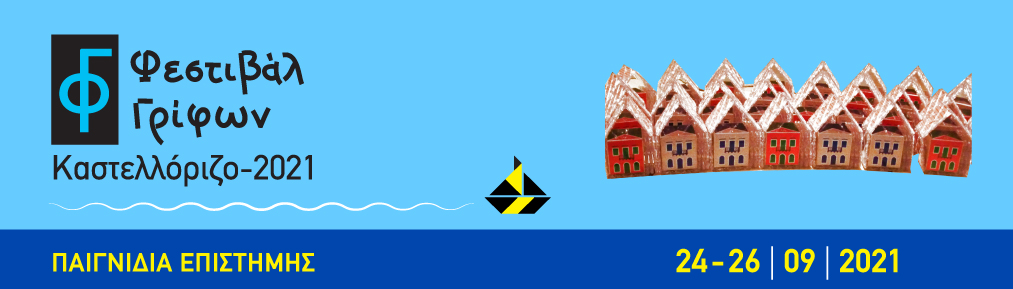 Φεστιβάλ
Γρίφων
Καστελλόριζο-2021
ΠΑΙΓΝΙΔΙΑ ΕΠΙΣΤΗΜΗΣ
24-26 | 09 | 2021